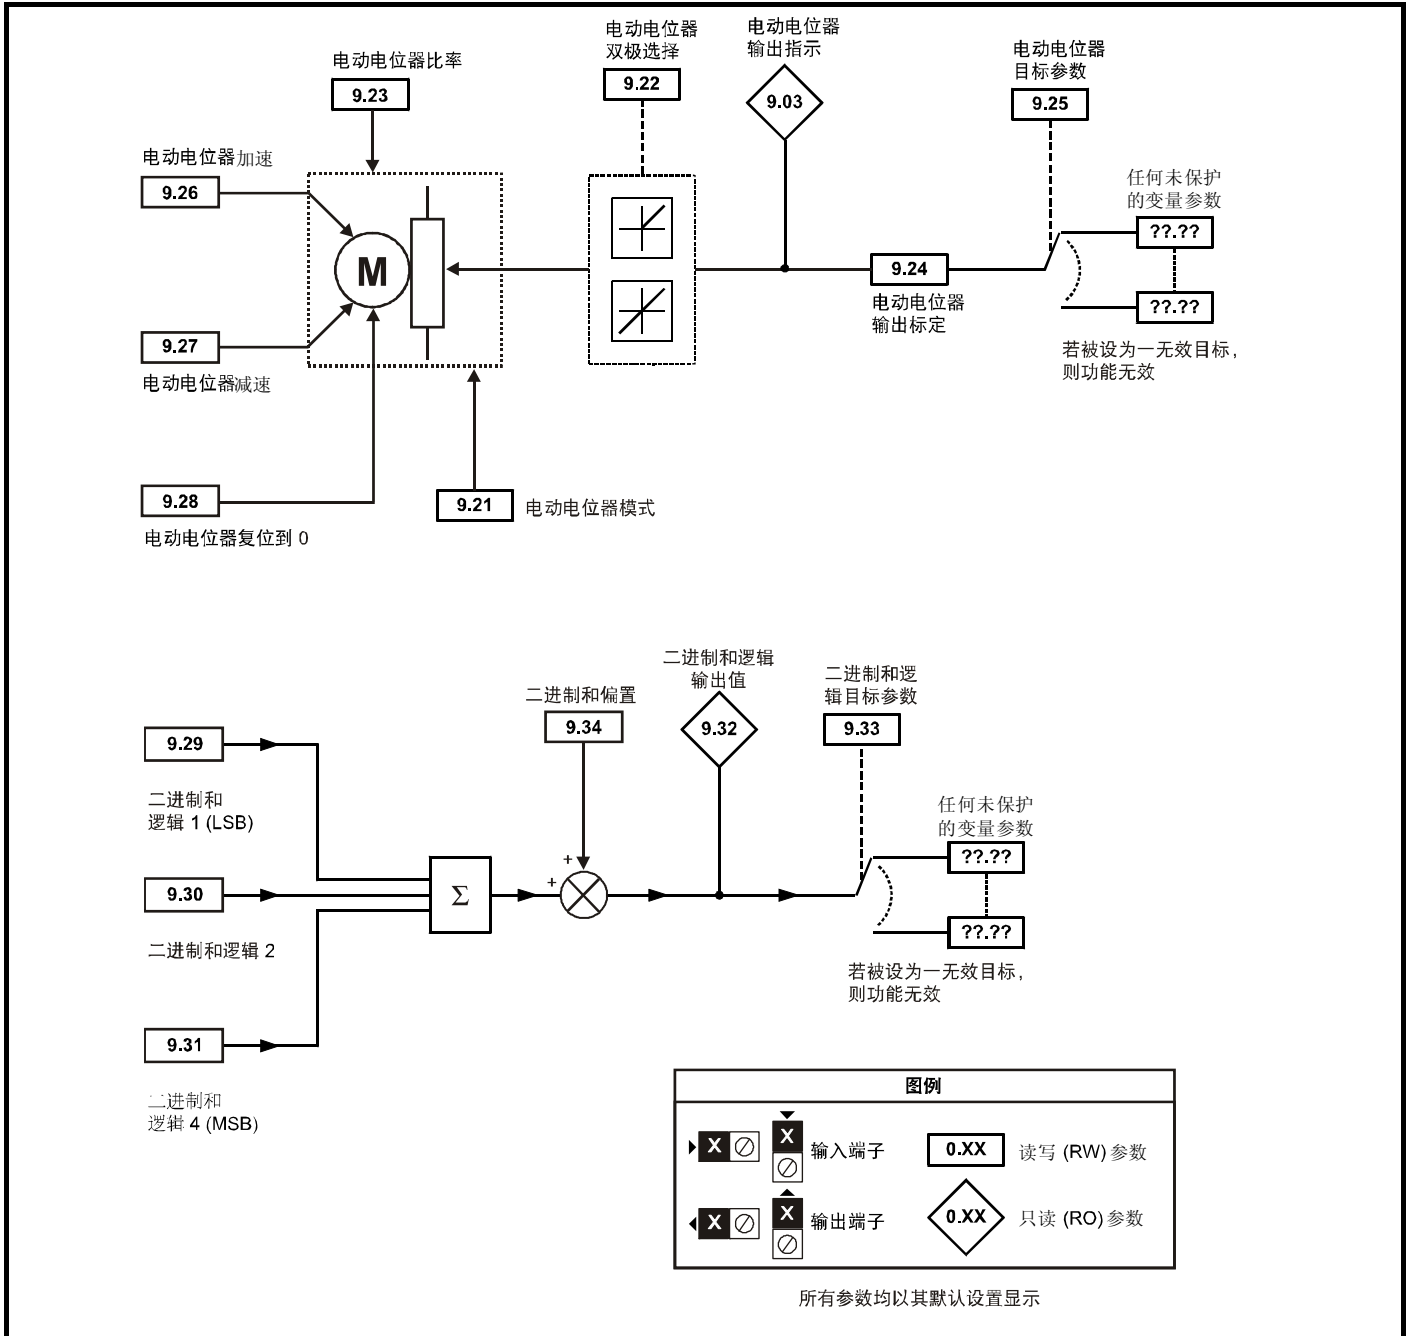 电动电位器比率
9.23
电动电位器
双极选择
9.22
电动电位器
输出指示
9.03
电动电位器
目标参数
9.25
电动电位器加速
9.26
任何未保护
的变量参数
??.??
M
9.24
电动电位器
输出标定
??.??
9.27
电动电位器减速
若被设为一无效目标，
则功能无效
9.28
电动电位器复位到 0
9.21
电动电位器模式
二进制和偏置
9.34
二进制和逻辑
输出值
9.32
二进制和逻
辑目标参数
9.33
9.29
二进制和
逻辑 1 (LSB)
任何未保护
的变量参数
??.??
+
+
9.30
Σ
二进制和逻辑 2
??.??
若被设为一无效目标，
则功能无效
9.31
二进制和
逻辑 4 (MSB)
图例
X
X
输入端子
0.XX
读写 (RW) 参数
X
X
输出端子
0.XX
只读 (RO) 参数
所有参数均以其默认设置显示